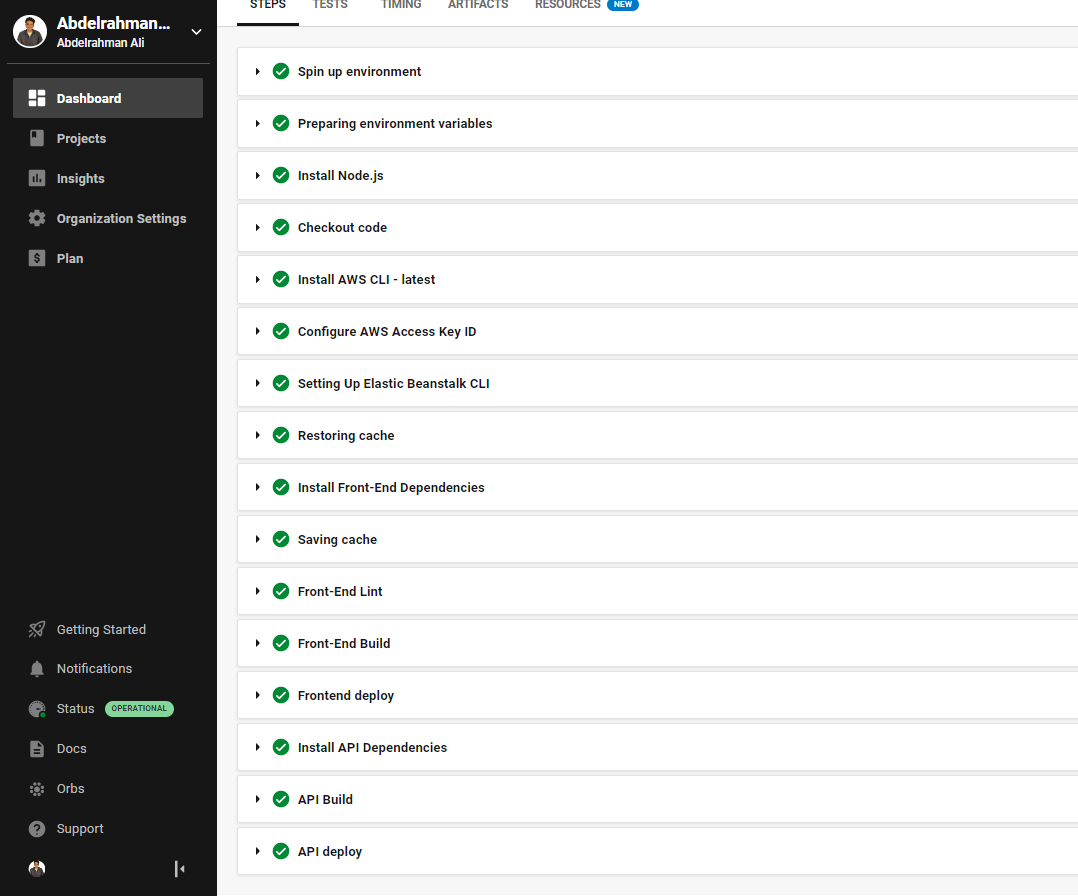 Abdelrahman...
Abdelrahman Ali
Dashboard
Projects
Insights
Organization Settings
Plan
Getting Started
Notifications
Status OPERATIONAL
Docs
Orbs
Support
STEPS TESTS TIMING ARTIFACTS RESOURCES NEW
Spin up environment
Preparing environment variables
Install Node.js
Checkout code
Install AWS CLI - latest
Configure AWS Access Key ID
Setting Up Elastic Beanstalk CLI
Restoring cache
Install Front-End Dependencies
Saving cache
Front-End Lint
Front-End Build
Frontend deploy
Install API Dependencies
API Build
API deploy